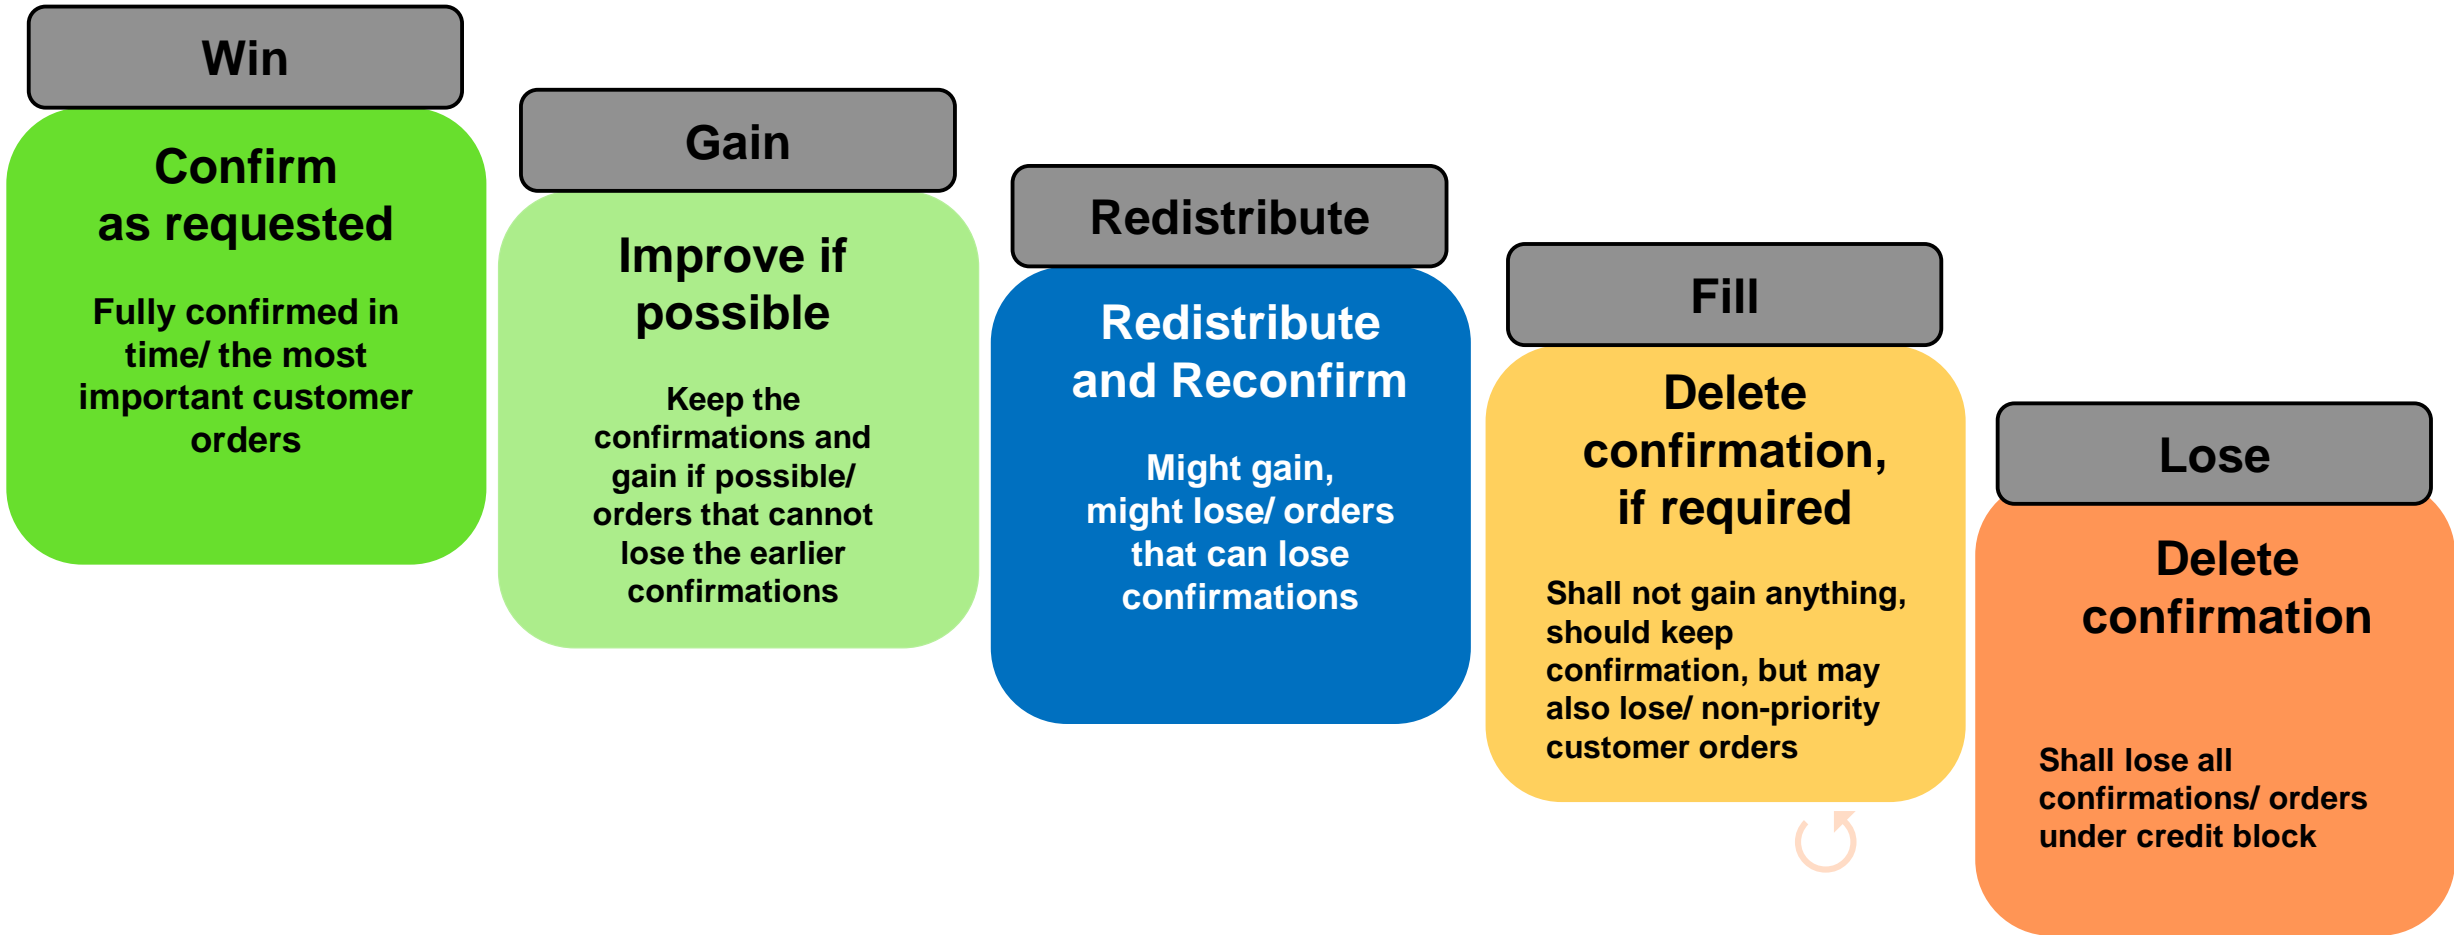 Win
Confirm
as requested
Fully confirmed in
time/ the most
important customer
orders
Gain
Improve if
possible
Keep the
confirmations and
gain if possible/
orders that cannot
lose the earlier
confirmations
Redistribute
Redistribute
and Reconfirm
Might gain,
might lose/ orders
that can lose
confirmations
Fill
Delete
confirmation,
if required
Shall not gain anything,
should keep
confirmation, but may
also lose/ non-priority
customer orders
Lose
Delete
confirmation
Shall lose all
confirmations/ orders
under credit block